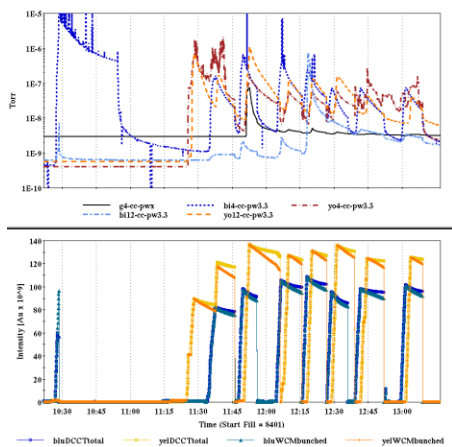 1E-5
1E-6
1E-7
1E-8
1E-9
1E-10
Torr
g4-cc-pwx
bi4-cc-pw3.3
yo4-cc-pw3.3
bi12-cc-pw3.3
yo12-cc-pw3.3
140
120
100
80
60
40
20
0
Intensity [Au x 10^9]
10:30 10:45 11:00 11:15 11:30 11:45 12:00 12:15 12:30 12:45 13:00
Time (Start Fill = 8401)
bluDCCTtotal yelDCCTtotal bluWCMbunched yelWCMbunched